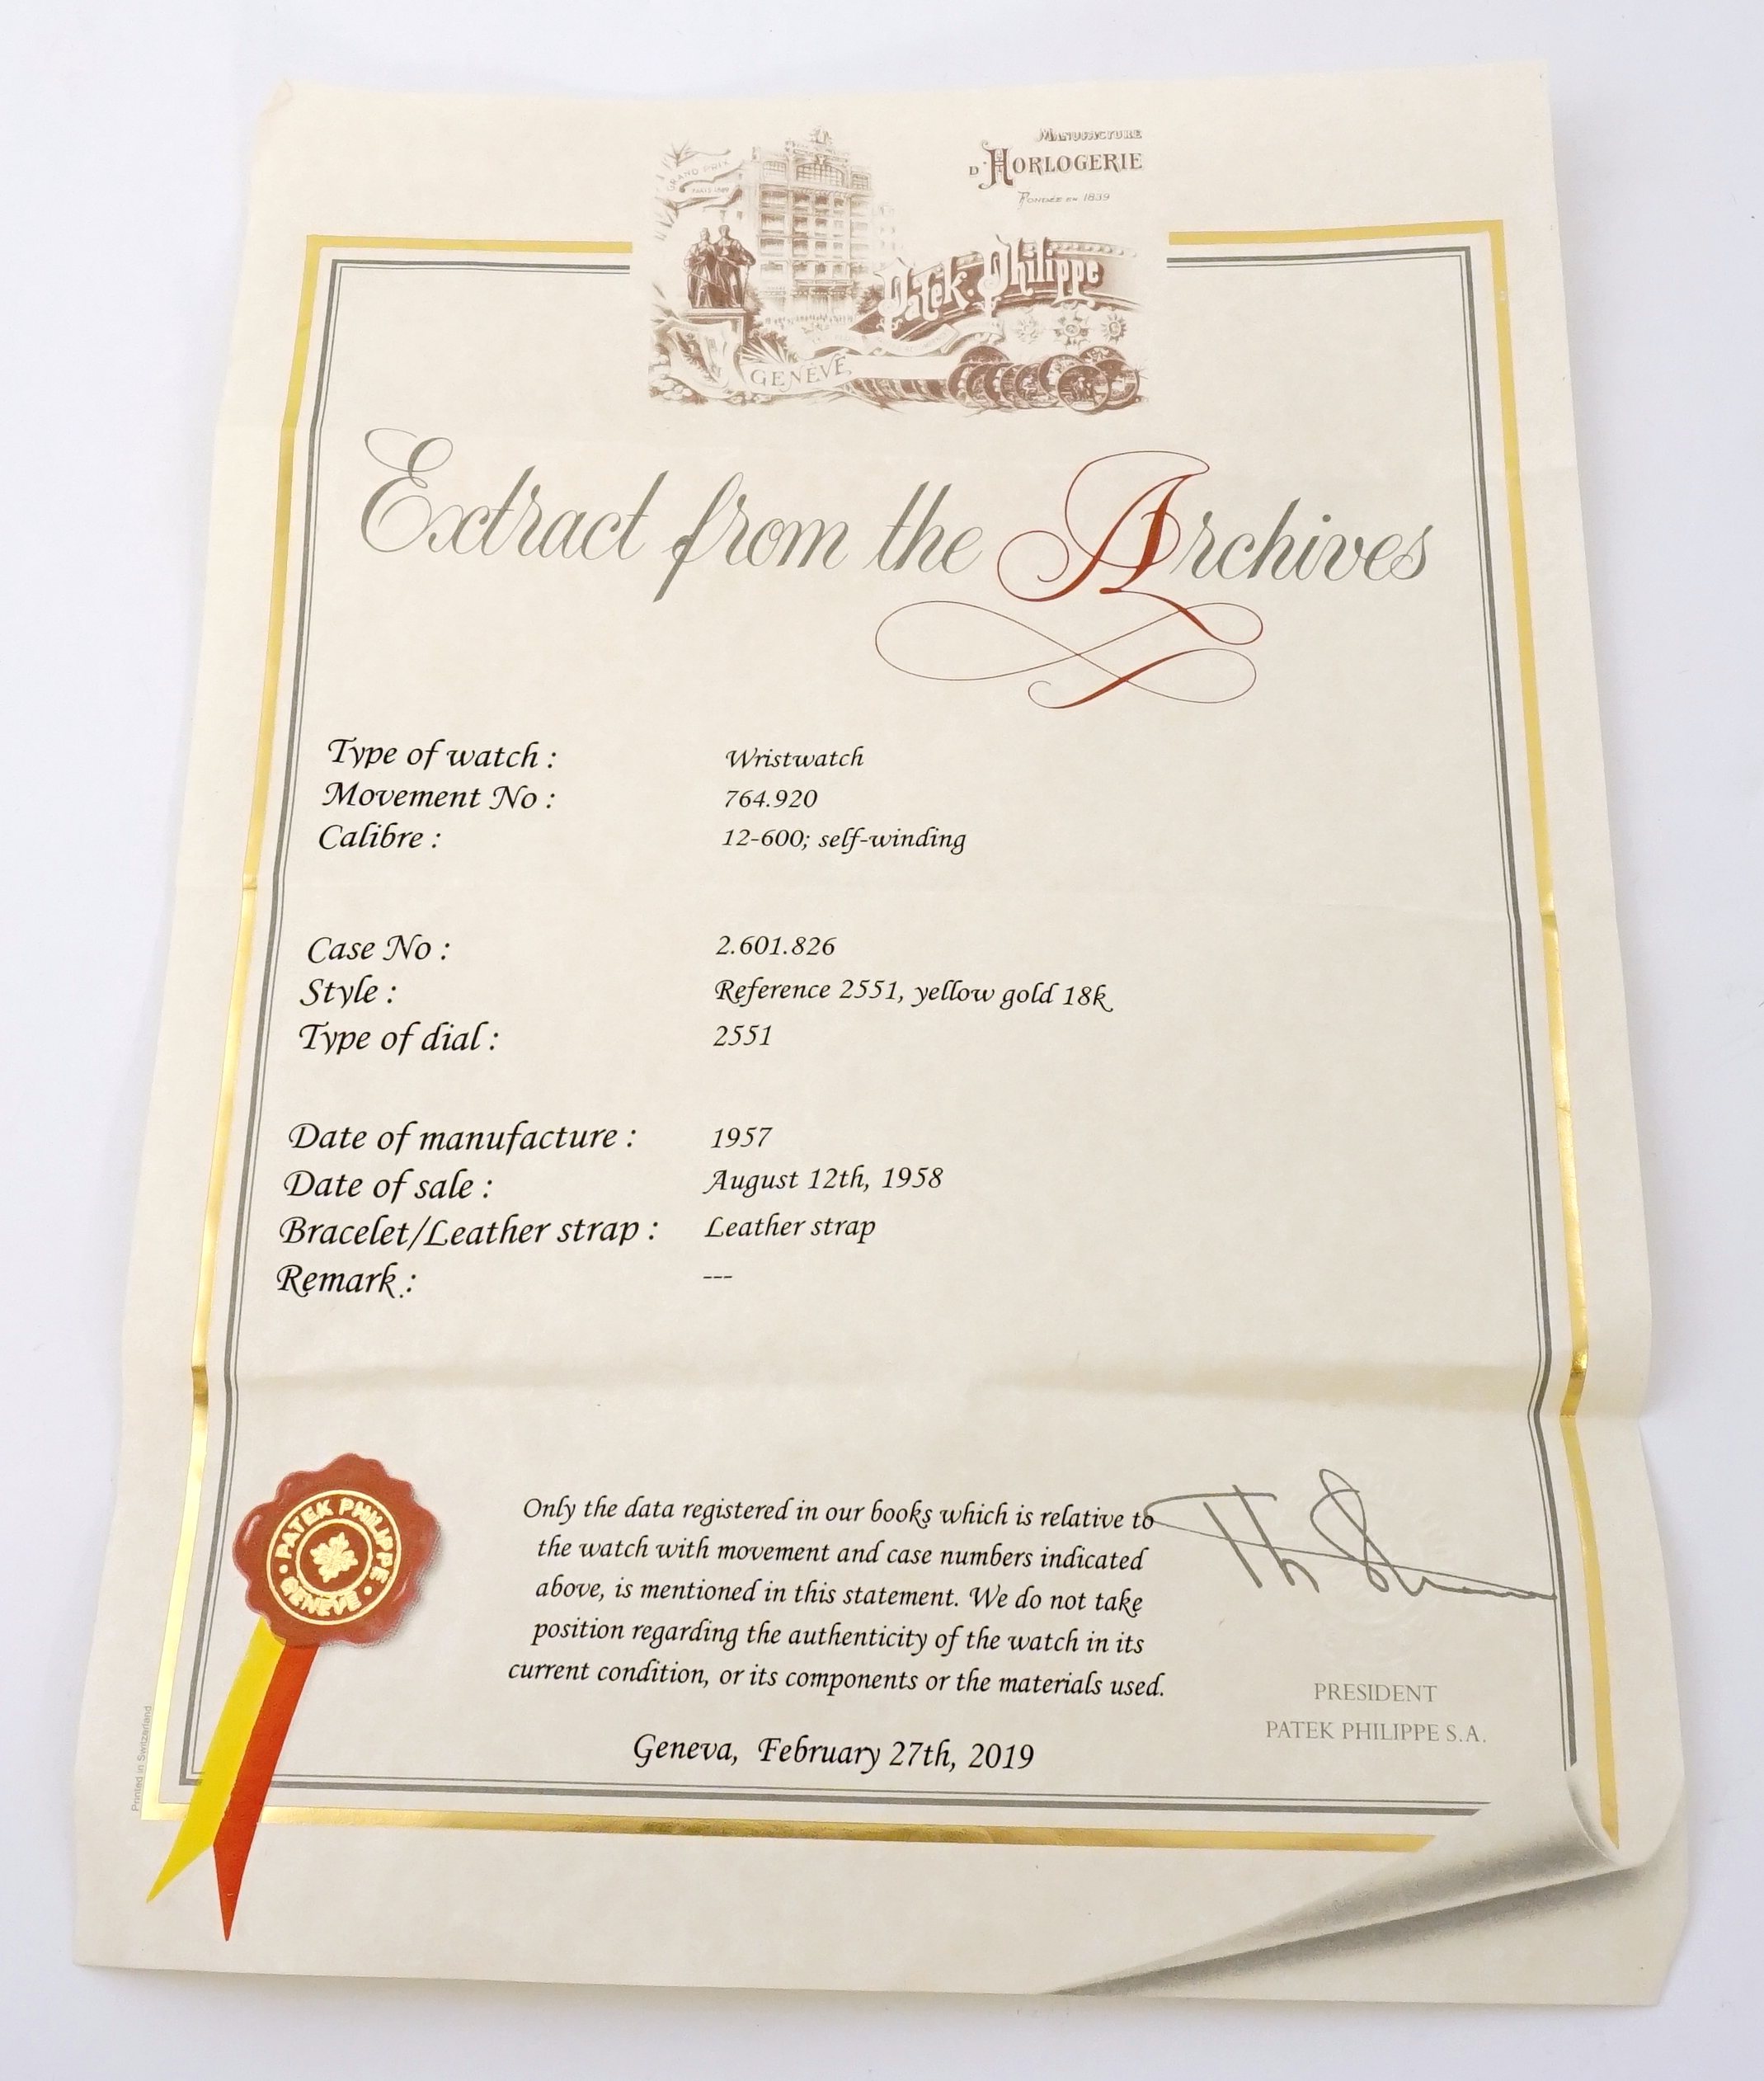 MANUFACTURE
D'HORLOGERIE
FONDÉE EN 1839
GRAND PRIX
PARIS 1889
Patek Philippe
GENÈVE
Extract from the Archives
Type of watch : Wristwatch
Movement No : 764.920
Calibre : 12-600; self-winding
Case No : 2.601.826
Style : Reference 2551, yellow gold 18k
Type of dial : 2551
Date of manufacture : 1957
Date of sale : August 12th, 1958
Bracelet/Leather strap : Leather strap
Remark : ---
PATEK PHILIPPE
GENÈVE
Only the data registered in our books which is relative to
the watch with movement and case numbers indicated
above, is mentioned in this statement. We do not take
position regarding the authenticity of the watch in its
current condition, or its components or the materials used.
PRESIDENT
PATEK PHILIPPE S.A.
Geneva, February 27th, 2019
Printed in Switzerland